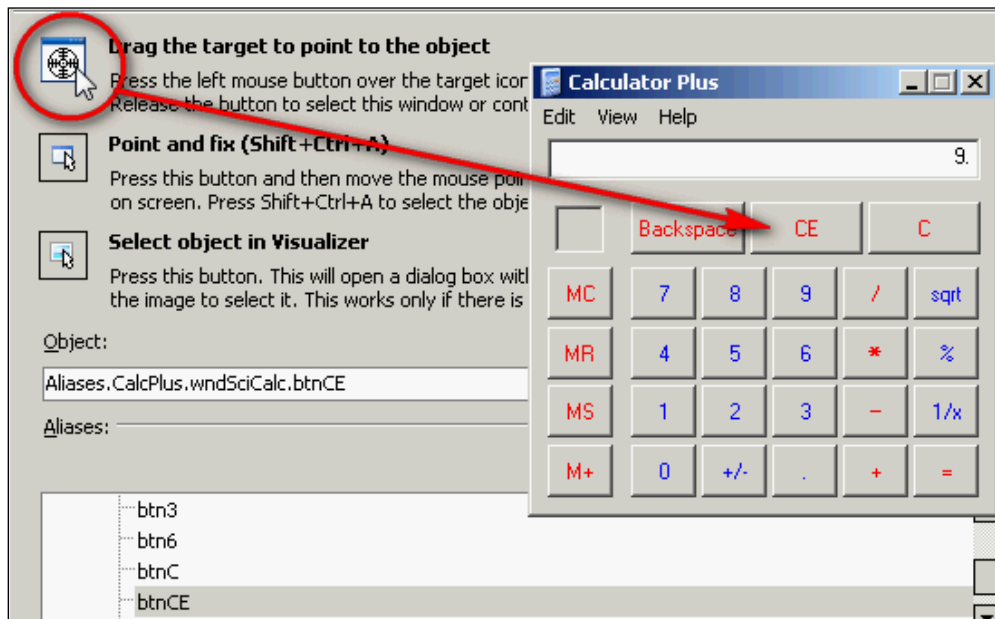 Drag the target to point to the object
Press the left mouse button over the target icon
Release the button to select this window or cont
Point and fix (Shift+Ctrl+A)
Press this button and then move the mouse poin
on screen. Press Shift+Ctrl+A to select the obje
Select object in Visualizer
Press this button. This will open a dialog box with
the image to select it. This works only if there is
Object:
Aliases.CalcPlus.wndSciCalc.btnCE
Aliases:
btn3
btn6
btnC
btnCE
Calculator Plus
Edit View Help
9.
Backspace CE C
MC 7 8 9 / sqrt
MR 4 5 6 * %
MS 1 2 3 - 1/x
M+ 0 +/- . + =